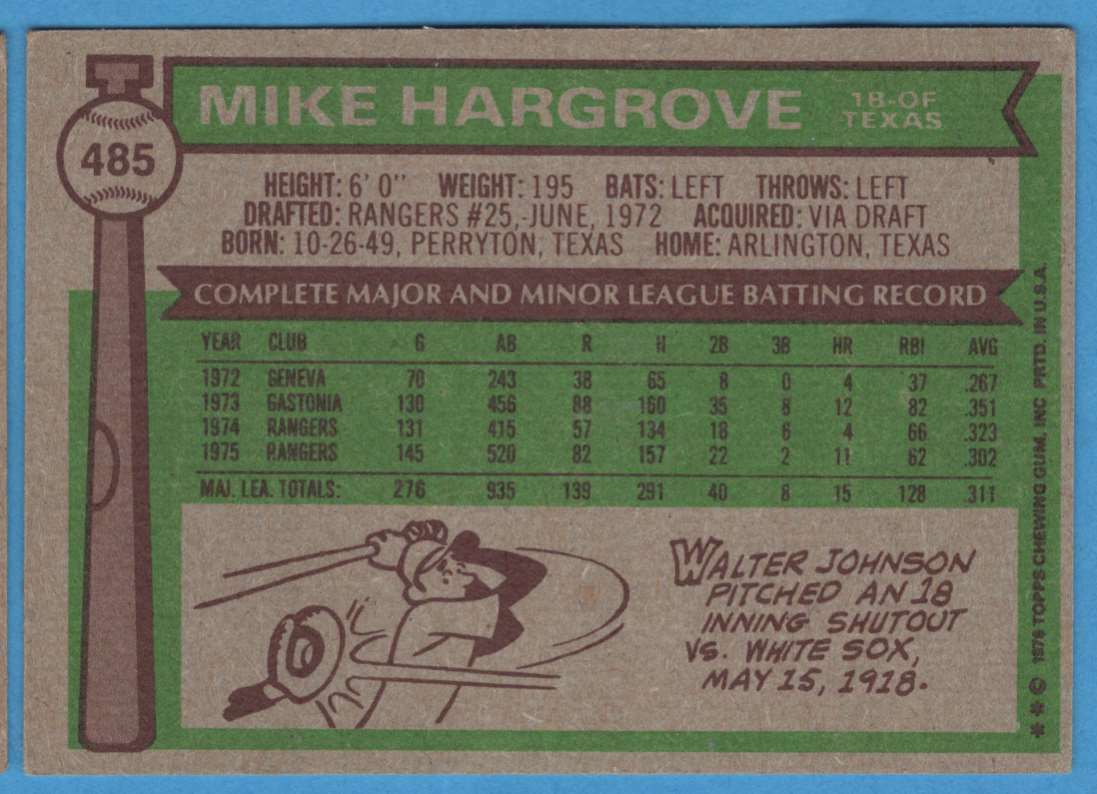 T
485
MIKE HARGROVE
1B-OF
TEXAS
HEIGHT: 6' 0" WEIGHT: 195 BATS: LEFT THROWS: LEFT
DRAFTED: RANGERS #25,-JUNE, 1972 ACQUIRED: VIA DRAFT
BORN: 10-26-49, PERRYTON, TEXAS HOME: ARLINGTON, TEXAS
COMPLETE MAJOR AND MINOR LEAGUE BATTING RECORD
YEAR CLUB G AB R H 2B 3B HR RBI AVG
1972 GENEVA 70 243 38 65 8 0 4 37 .267
1973 GASTONIA 130 456 88 160 35 8 12 82 .351
1974 RANGERS 131 415 57 134 18 6 4 66 .323
1975 RANGERS 145 520 82 157 22 2 11 62 .302
MAJ. LEA. TOTALS: 276 935 139 291 40 8 15 128 .311
WALTER JOHNSON
PITCHED AN 18
INNING SHUTOUT
VS. WHITE SOX,
MAY 15, 1918.
✱✱© 1976 TOPPS CHEWING GUM, INC PRTD. IN U.S.A.